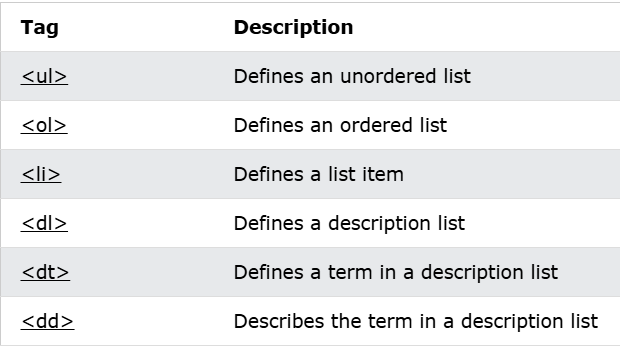 Tag Description
<ul> Defines an unordered list
<ol> Defines an ordered list
<li> Defines a list item
<dl> Defines a description list
<dt> Defines a term in a description list
<dd> Describes the term in a description list